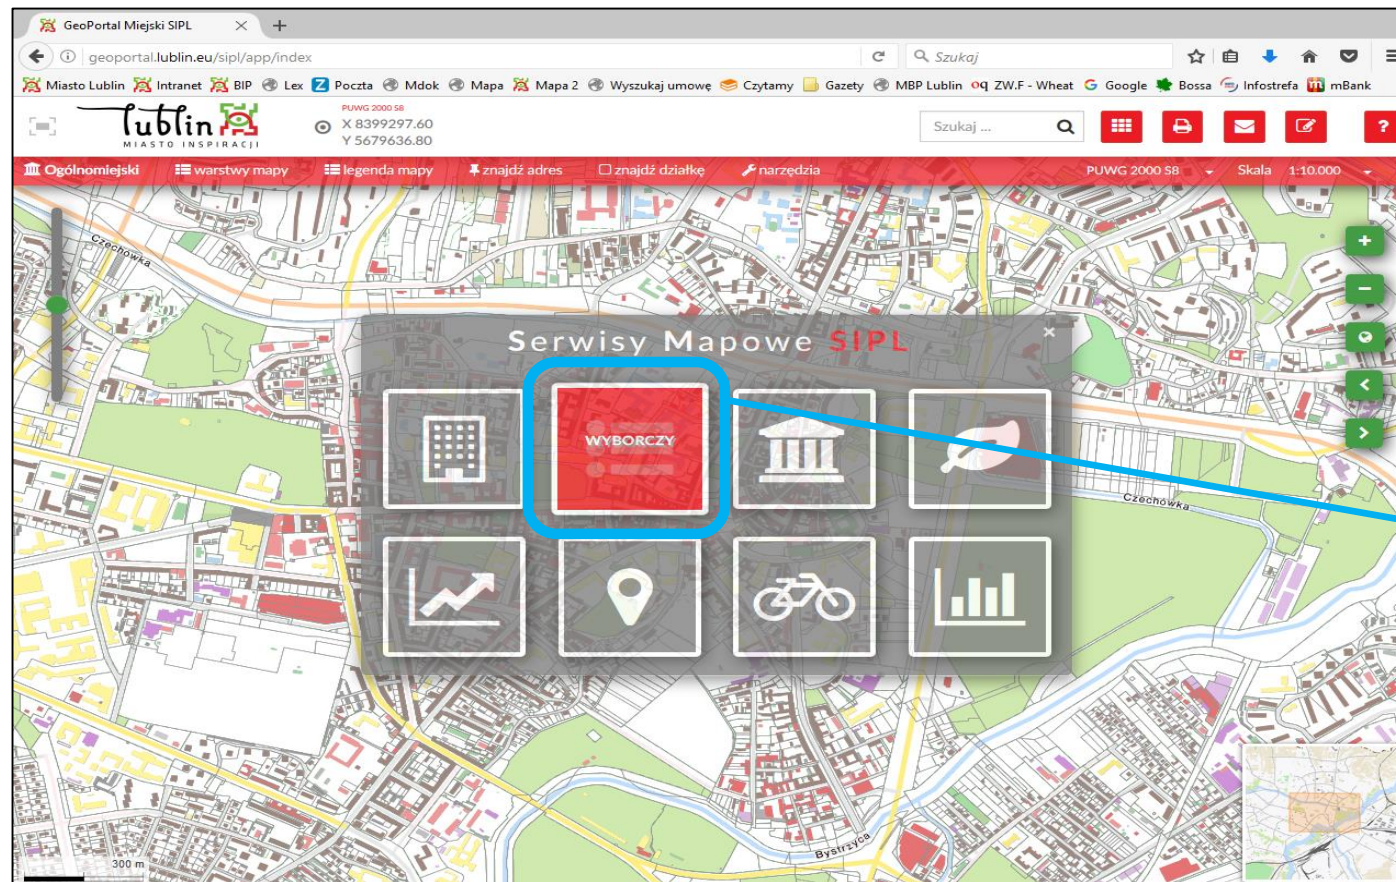 GeoPortal Miejski SIPL
geoportal.lublin.eu/sipl/app/index
Szukaj
Miasto Lublin Intranet BIP Lex Poczta Mdok Mapa Mapa 2 Wyszukaj umowę Czytamy Gazety MBP Lublin ZW.F - Wheat Google Bossa Infostrefa mBank
lublin
MIASTO INSPIRACJI
PUWG 2000 S8
X 8399297.60
Y 5679636.80
Szukaj ...
Ogólnomiejski warstwy mapy legenda mapy znajdź adres znajdź działkę narzędzia PUWG 2000 S8 Skala 1:10.000
Czechówka
Serwisy Mapowe SIPL
WYBORCZY
Czechówka
Bystrzyca
300 m